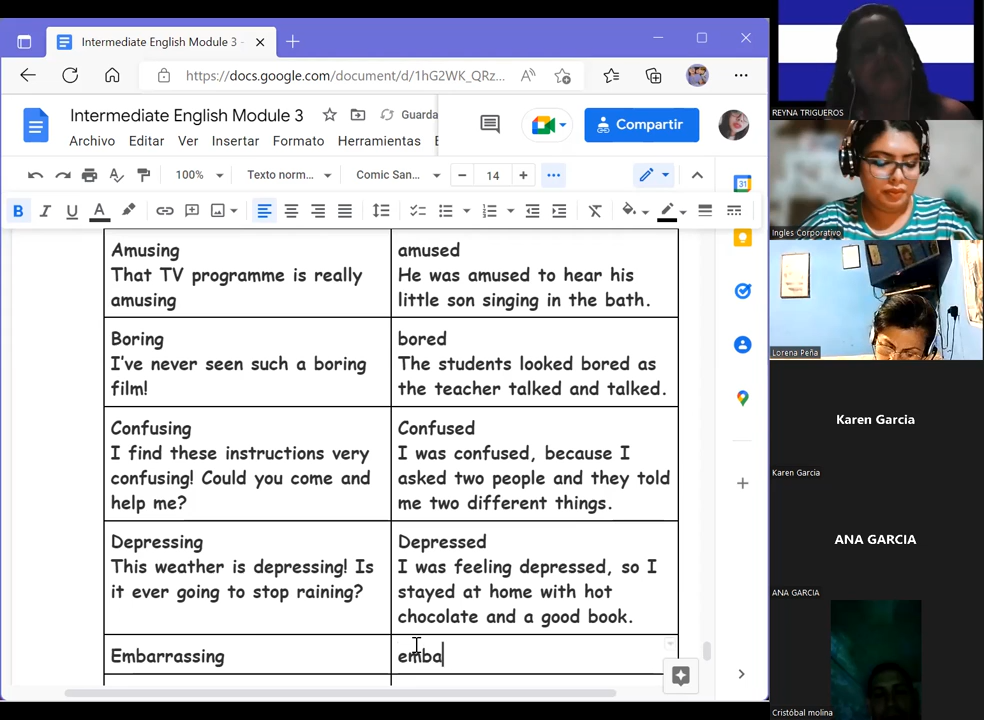 Intermediate English Module 3 -
https://docs.google.com/document/d/1hG2WK_QRz...
Intermediate English Module 3
Guarda
Archivo Editar Ver Insertar Formato Herramientas E
Compartir
100% Texto norm... Comic San... 14
Amusing
That TV programme is really
amusing
amused
He was amused to hear his
little son singing in the bath.
Boring
I've never seen such a boring
film!
bored
The students looked bored as
the teacher talked and talked.
Confusing
I find these instructions very
confusing! Could you come and
help me?
Confused
I was confused, because I
asked two people and they told
me two different things.
Depressing
This weather is depressing! Is
it ever going to stop raining?
Depressed
I was feeling depressed, so I
stayed at home with hot
chocolate and a good book.
Embarrassing
emba
REYNA TRIGUEROS
Ingles Corporativo
Lorena Peña
Karen Garcia
Karen Garcia
ANA GARCIA
ANA GARCIA
Cristóbal molina